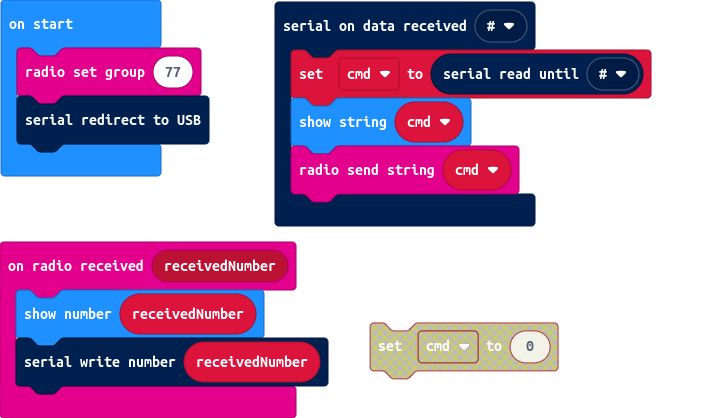 on start
radio set group 77
serial redirect to USB
serial on data received #
set cmd to serial read until #
show string cmd
radio send string cmd
on radio received receivedNumber
show number receivedNumber
serial write number receivedNumber
set cmd to 0